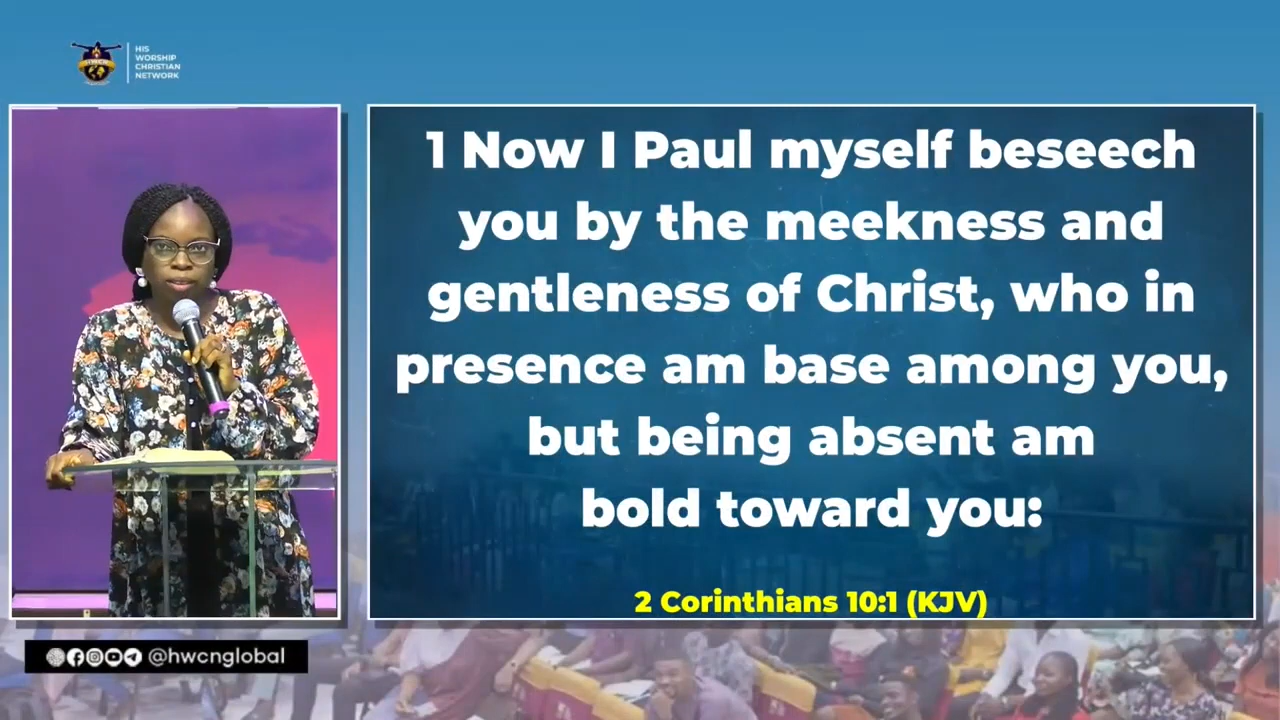 HIS
WORSHIP
CHRISTIAN
NETWORK
1 Now I Paul myself beseech
you by the meekness and
gentleness of Christ, who in
presence am base among you,
but being absent am
bold toward you:
2 Corinthians 10:1 (KJV)
@hwcnglobal